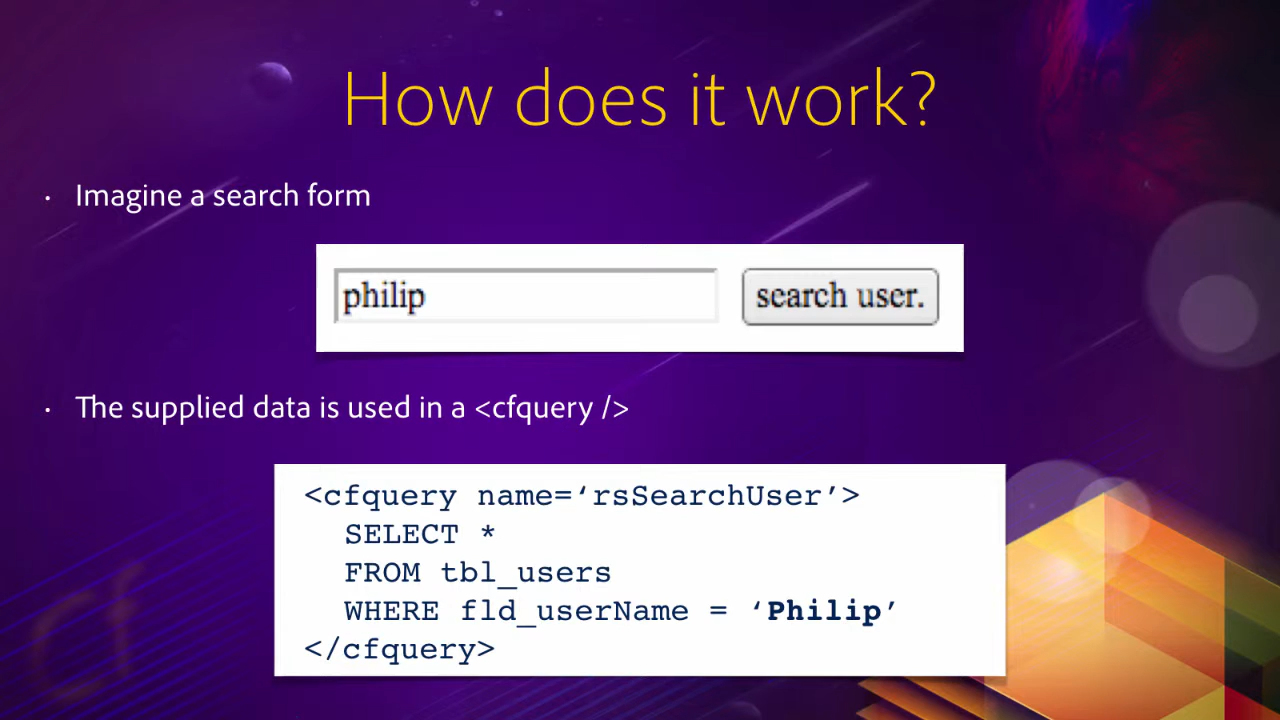 How does it work?
· Imagine a search form
philip
search user.
· The supplied data is used in a <cfquery />
<cfquery name=‘rsSearchUser’>
SELECT *
FROM tbl_users
WHERE fld_userName = ‘Philip’
</cfquery>
Cf